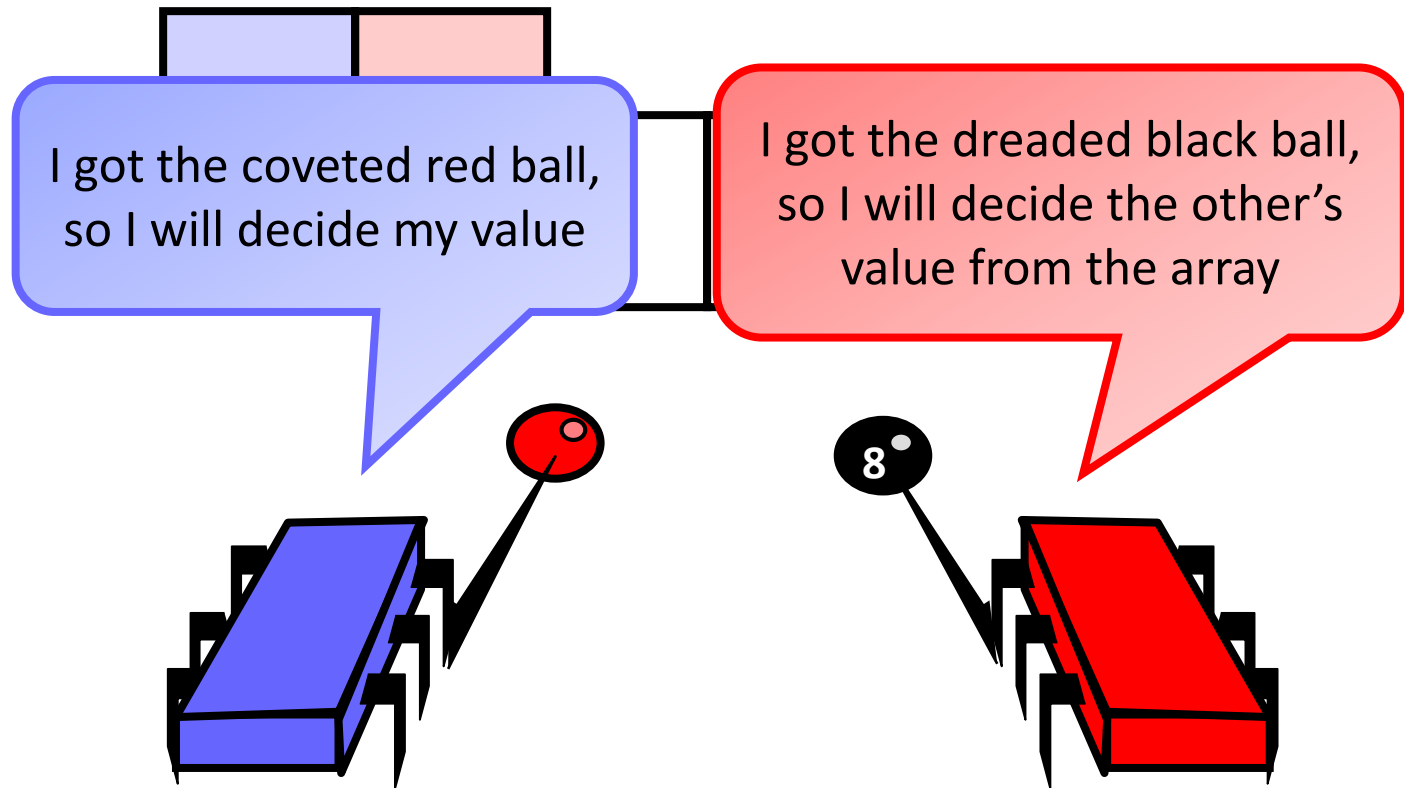 I got the coveted red ball,
so I will decide my value
I got the dreaded black ball,
so I will decide the other’s
value from the array
8